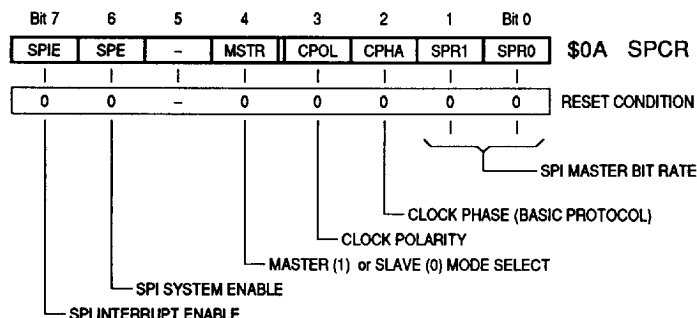 Bit 7 6 5 4 3 2 1 Bit 0
SPIE SPE – MSTR CPOL CPHA SPR1 SPR0 $0A SPCR
0 0 – 0 0 0 0 0 RESET CONDITION
SPI MASTER BIT RATE
CLOCK PHASE (BASIC PROTOCOL)
CLOCK POLARITY
MASTER (1) or SLAVE (0) MODE SELECT
SPI SYSTEM ENABLE
SPI INTERRUPT ENABLE